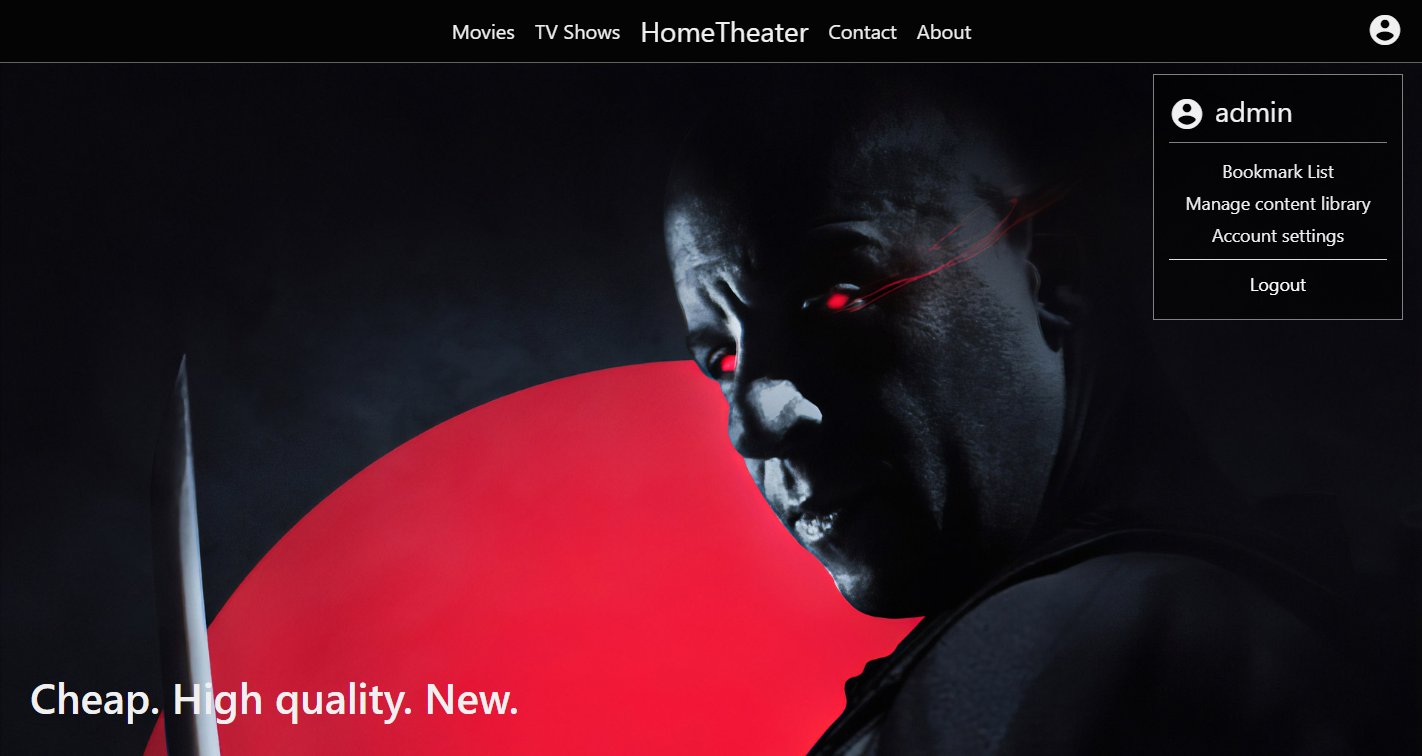 Movies TV Shows HomeTheater Contact About
admin
Bookmark List
Manage content library
Account settings
Logout
Cheap. High quality. New.